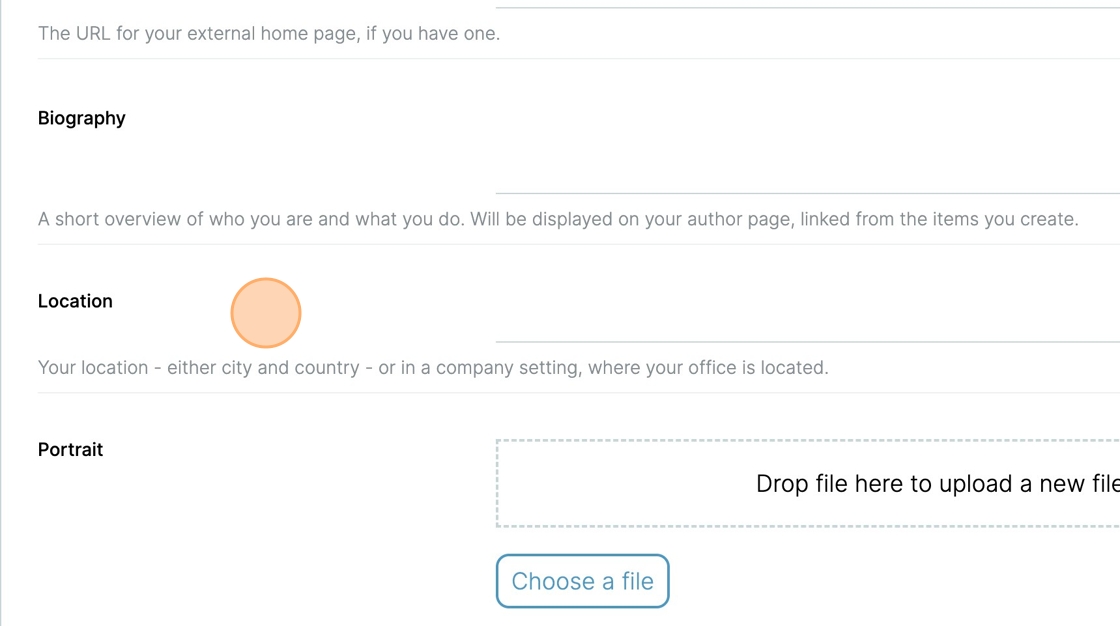 The URL for your external home page, if you have one.
Biography
A short overview of who you are and what you do. Will be displayed on your author page, linked from the items you create.
Location
Your location - either city and country - or in a company setting, where your office is located.
Portrait
Drop file here to upload a new file
Choose a file